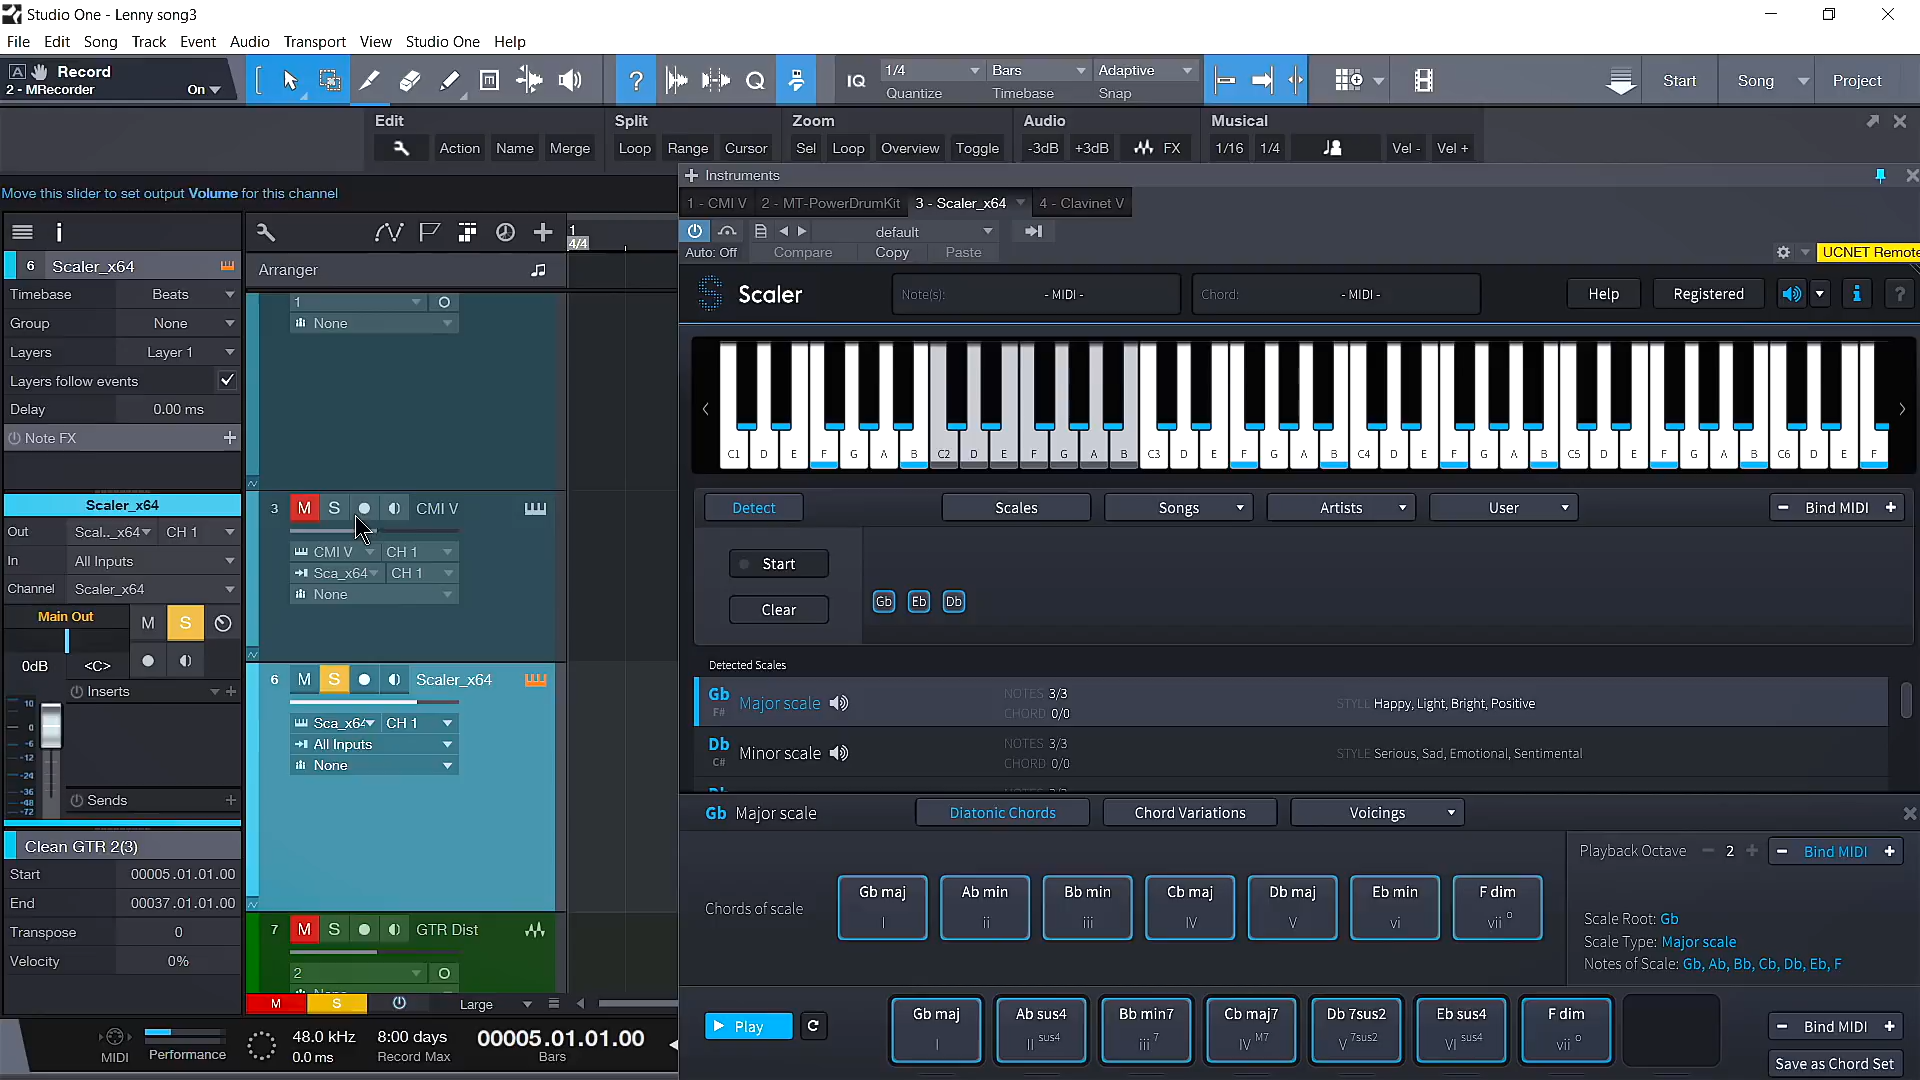 Studio One - Lenny song3
File Edit Song Track Event Audio Transport View Studio One Help
A Record
2 - MRecorder On
IQ 1/4 Quantize Bars Timebase Adaptive Snap
Start Song Project
Edit Split Zoom Audio Musical
Action Name Merge Loop Range Cursor Sel Loop Overview Toggle -3dB +3dB FX 1/16 1/4 Vel - Vel +
Move this slider to set output Volume for this channel
Instruments
1 - CMI V 2 - MT-PowerDrumKit 3 - Scaler_x64 4 - Clavinet V
default
Auto: Off Compare Copy Paste
UCNET Remote
1
4/4
6 Scaler_x64
Arranger
Timebase Beats
Group None
Layers Layer 1
Layers follow events
Delay 0.00 ms
Note FX
Scaler_x64
Out Scal.._x64 CH 1
In All Inputs
Channel Scaler_x64
Main Out M S
0dB <C>
Inserts
10
0
-6
-12
-24
-36
-48
-72
Sends
Clean GTR 2(3)
Start 00005.01.01.00
End 00037.01.01.00
Transpose 0
Velocity 0%
1
None
3 M S CMI V
CMI V CH 1
Sca_x64 CH 1
None
6 M S Scaler_x64
Sca_x64 CH 1
All Inputs
None
7 M S GTR Dist
2
M S Large
MIDI Performance
48.0 kHz
0.0 ms
8:00 days
Record Max
00005.01.01.00
Bars
Scaler Note(s): - MIDI - Chord: - MIDI - Help Registered i ?
C1 D E F G A B C2 D E F G A B C3 D E F G A B C4 D E F G A B C5 D E F G A B C6 D E F
Detect Scales Songs Artists User Bind MIDI
Start
Clear
Gb Eb Db
Detected Scales
Gb F# Major scale NOTES 3/3 CHORD 0/0 STYLE Happy, Light, Bright, Positive
Db C# Minor scale NOTES 3/3 CHORD 0/0 STYLE Serious, Sad, Emotional, Sentimental
Gb Major scale Diatonic Chords Chord Variations Voicings
Playback Octave 2 Bind MIDI
Chords of scale
Gb maj Ab min Bb min Cb maj Db maj Eb min F dim
I ii iii IV V vi vii°
Scale Root: Gb
Scale Type: Major scale
Notes of Scale: Gb, Ab, Bb, Cb, Db, Eb, F
Play
Gb maj Ab sus4 Bb min7 Cb maj7 Db 7sus2 Eb sus4 F dim
I II sus4 iii 7 IV M7 V 7sus2 VI sus4 vii°
Bind MIDI
Save as Chord Set